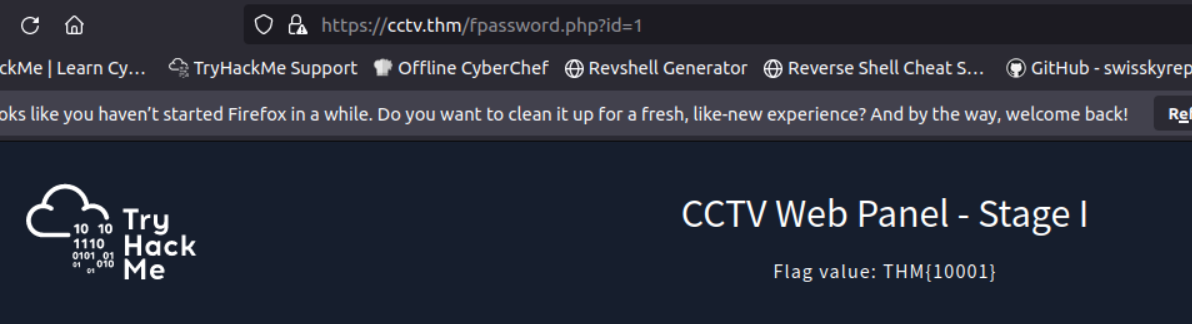 https://cctv.thm/fpassword.php?id=1
ckMe | Learn Cy… TryHackMe Support Offline CyberChef Revshell Generator Reverse Shell Cheat S… GitHub - swisskyrep
oks like you haven't started Firefox in a while. Do you want to clean it up for a fresh, like-new experience? And by the way, welcome back! Ref
10 10
1110
0101 01
01 01 010
Try
Hack
Me
CCTV Web Panel - Stage I
Flag value: THM{10001}